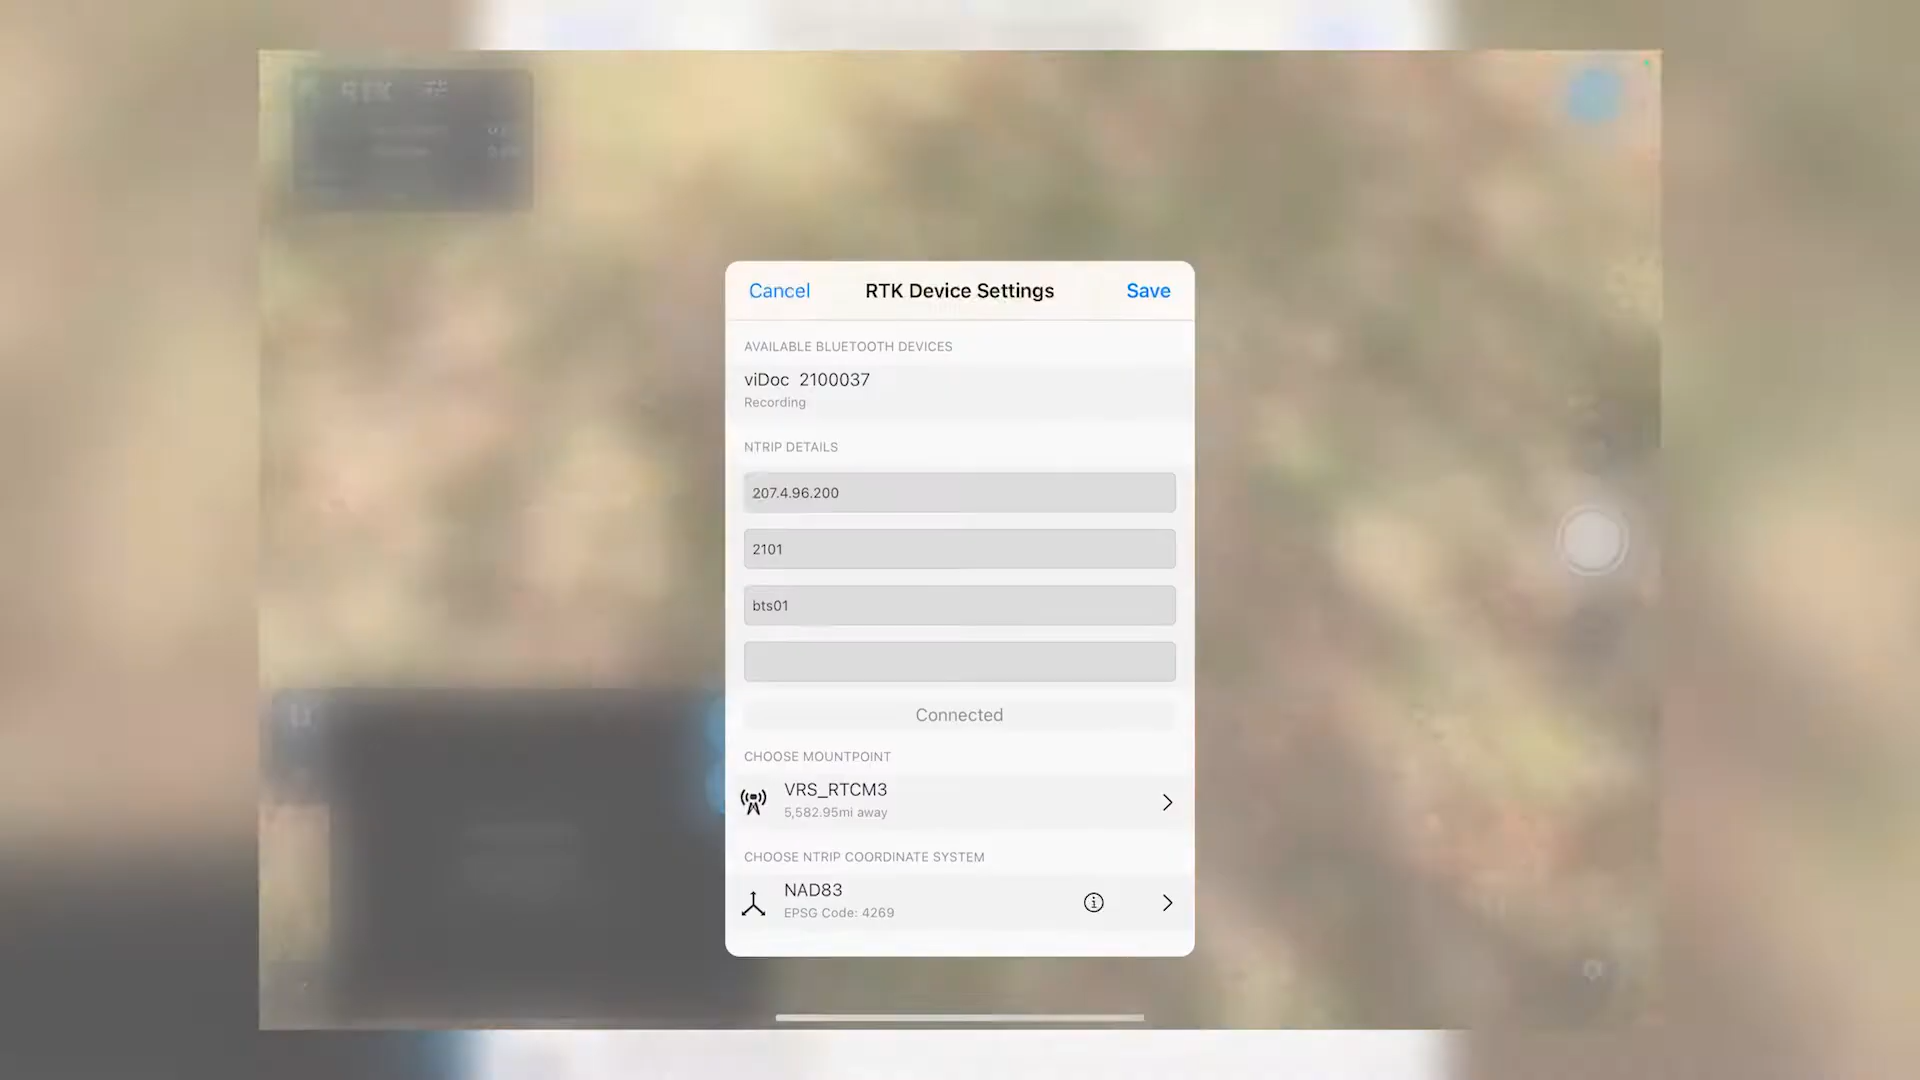 RTK
Cancel
RTK Device Settings
Save
AVAILABLE BLUETOOTH DEVICES
viDoc 2100037
Recording
NTRIP DETAILS
207.4.96.200
2101
bts01
Connected
CHOOSE MOUNTPOINT
VRS_RTCM3
5,582.95mi away
CHOOSE NTRIP COORDINATE SYSTEM
NAD83
EPSG Code: 4269